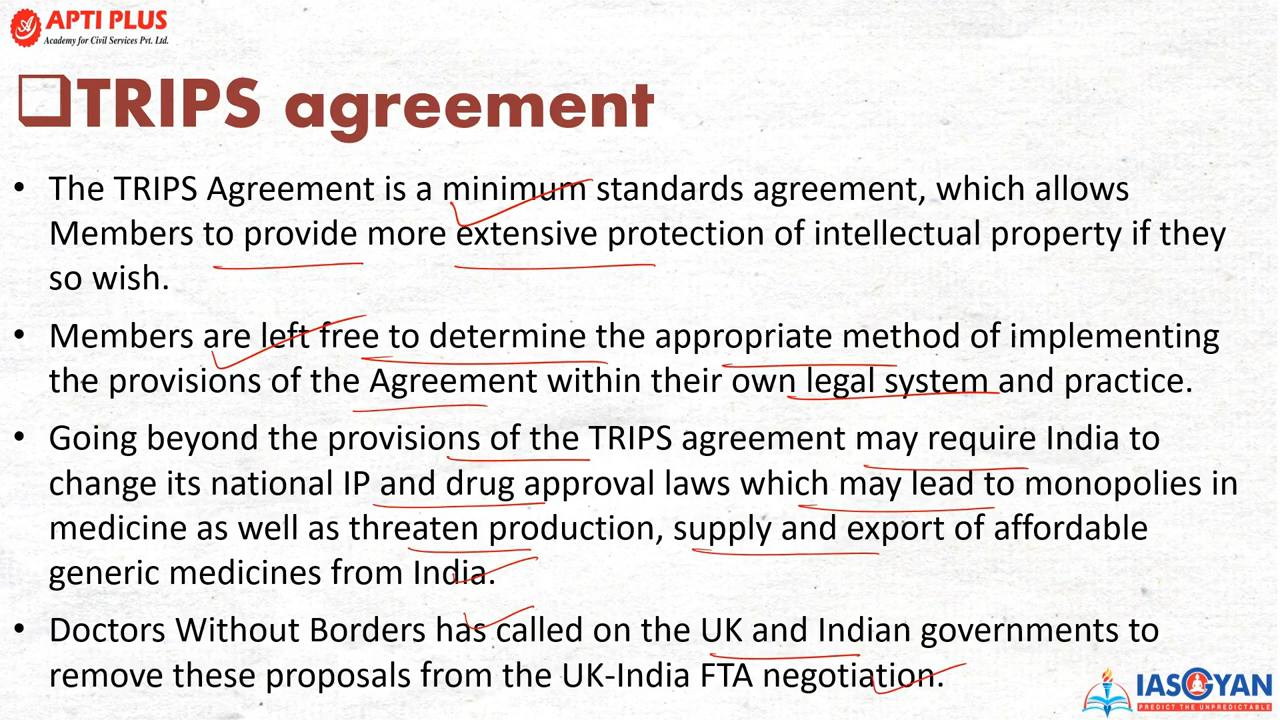 APTI PLUS
Academy for Civil Services Pvt. Ltd.
TRIPS agreement
• The TRIPS Agreement is a minimum standards agreement, which allows
Members to provide more extensive protection of intellectual property if they
so wish.
• Members are left free to determine the appropriate method of implementing
the provisions of the Agreement within their own legal system and practice.
• Going beyond the provisions of the TRIPS agreement may require India to
change its national IP and drug approval laws which may lead to monopolies in
medicine as well as threaten production, supply and export of affordable
generic medicines from India.
• Doctors Without Borders has called on the UK and Indian governments to
remove these proposals from the UK-India FTA negotiation.
IASGYAN
PREDICT THE UNPREDICTABLE